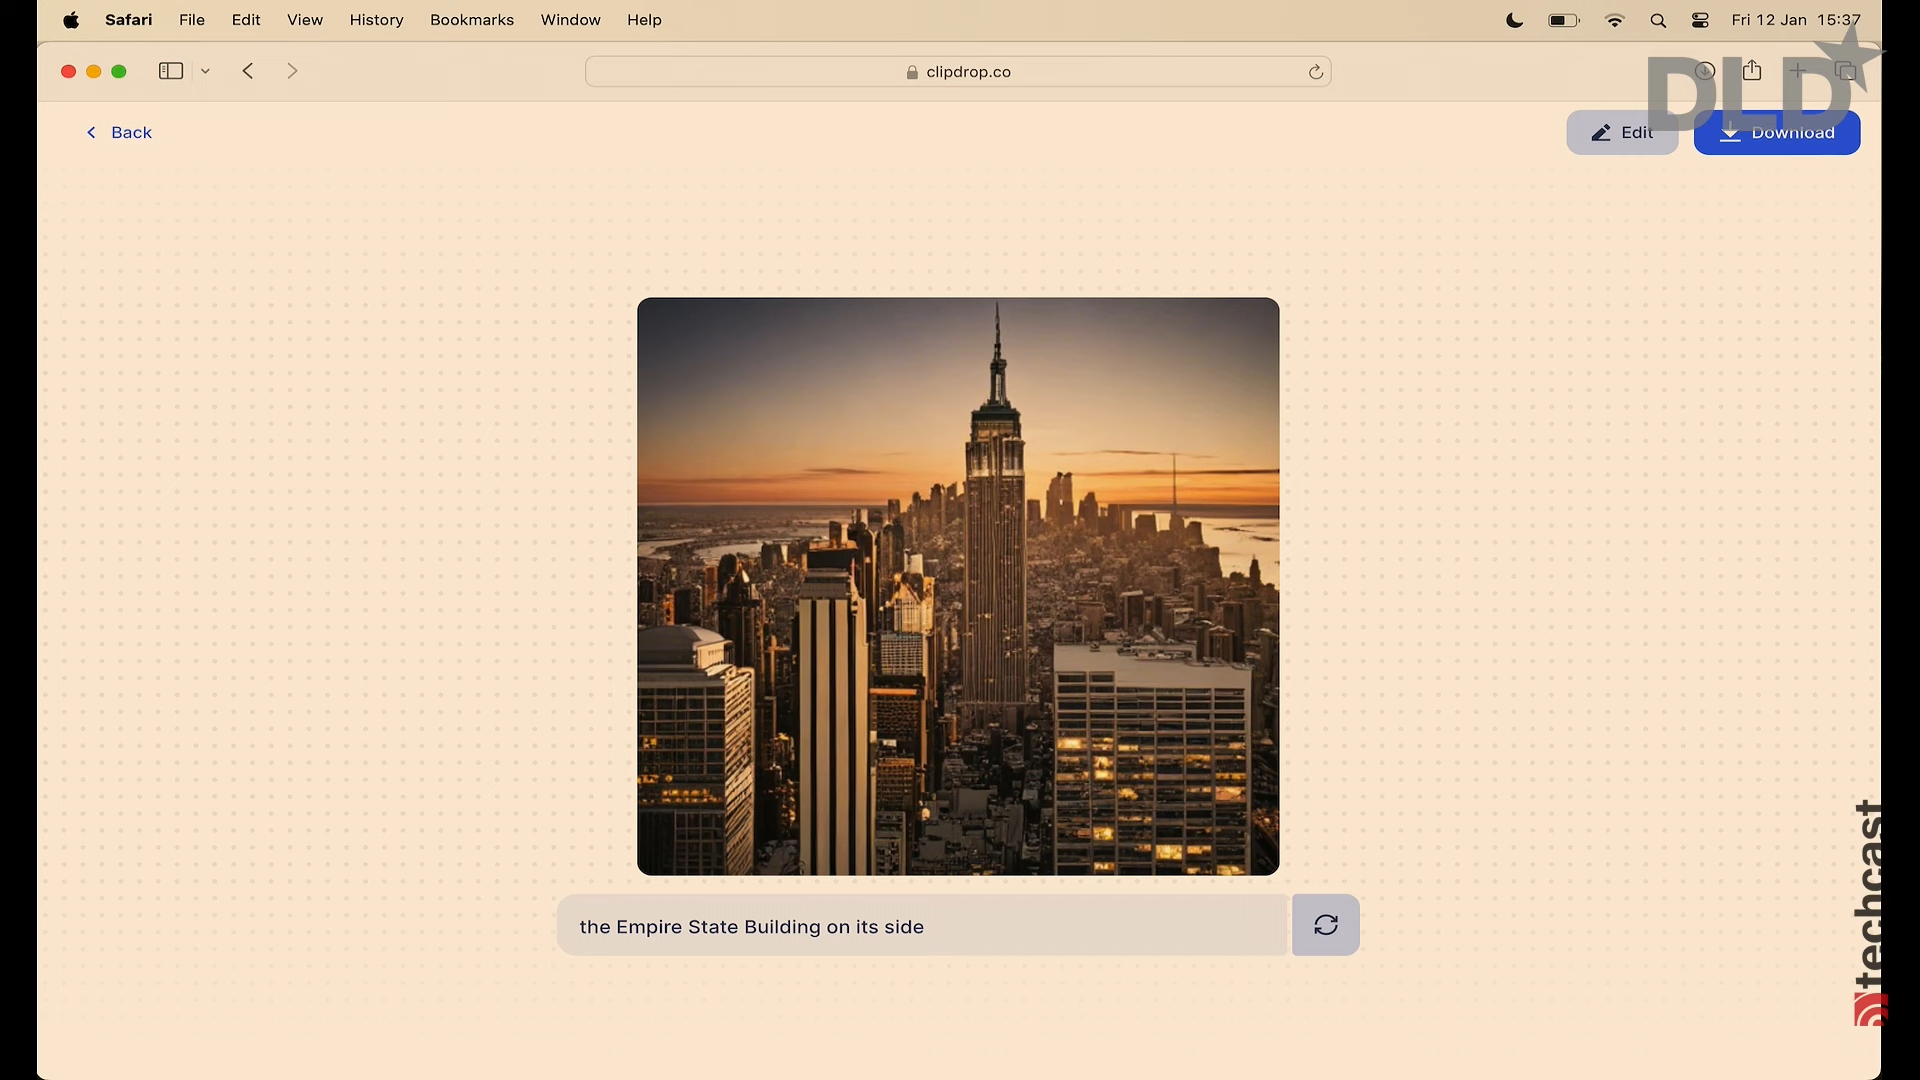 Safari File Edit View History Bookmarks Window Help Fri 12 Jan 15:37
clipdrop.co
DLD
Back Edit Download
the Empire State Building on its side
techcast